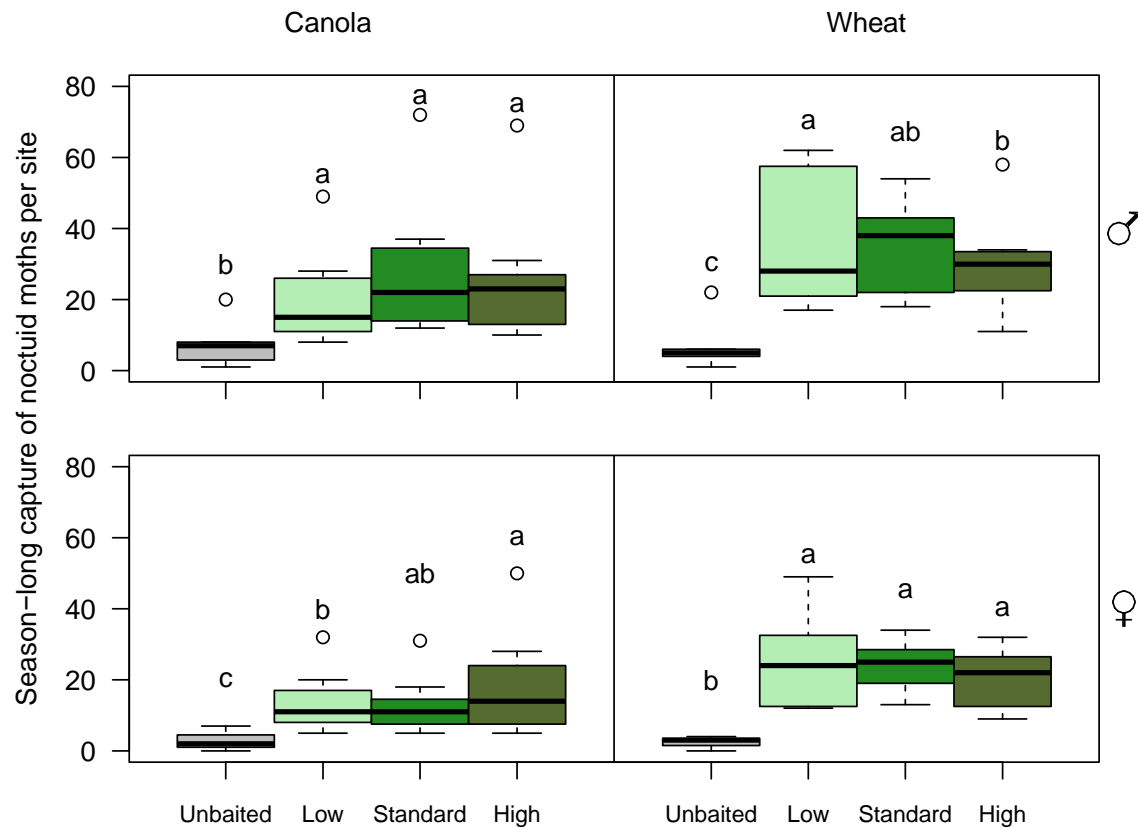 Canola Wheat
Season−long capture of noctuid moths per site
80
60
40
20
0
b
a
a
a
c
a
ab
b
♂
80
60
40
20
0
c
b
ab
a
b
a
a
a
♀
Unbaited Low Standard High Unbaited Low Standard High